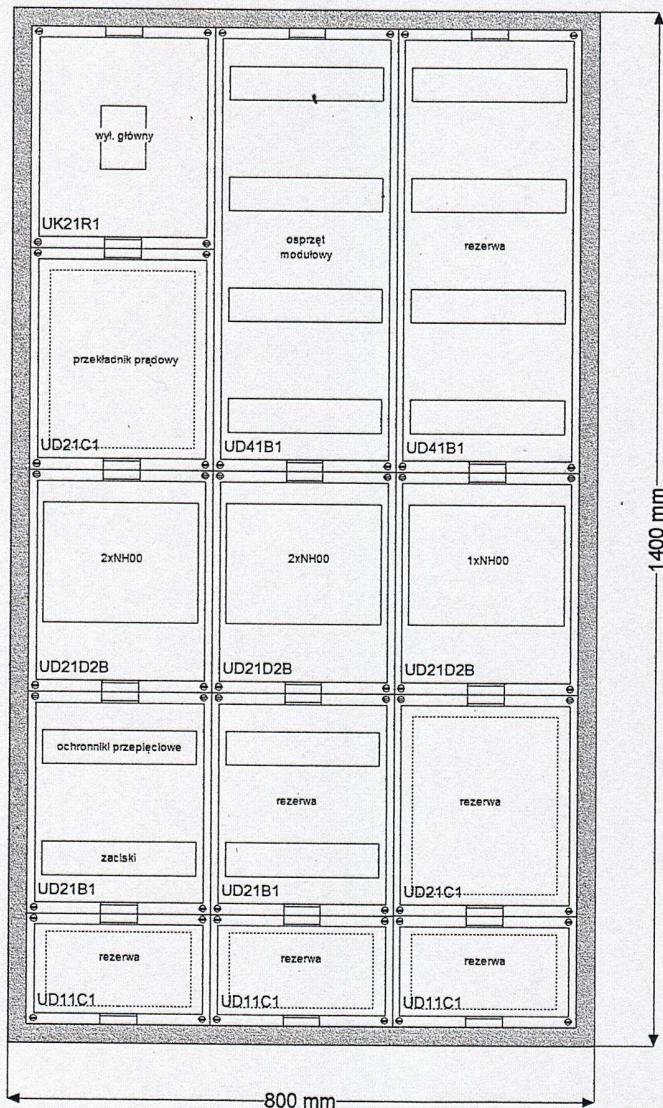 wył. główny
UK21R1
osprzęt
modułowy
rezerwa
przekładnik prądowy
UD21C1
UD41B1
UD41B1
1400 mm
2xNH00
2xNH00
1xNH00
UD21D2B
UD21D2B
UD21D2B
ochronniki przepięciowe
rezerwa
rezerwa
zaciski
UD21B1
UD21B1
UD21C1
rezerwa
rezerwa
rezerwa
UD11C1
UD11C1
UD11C1
800 mm